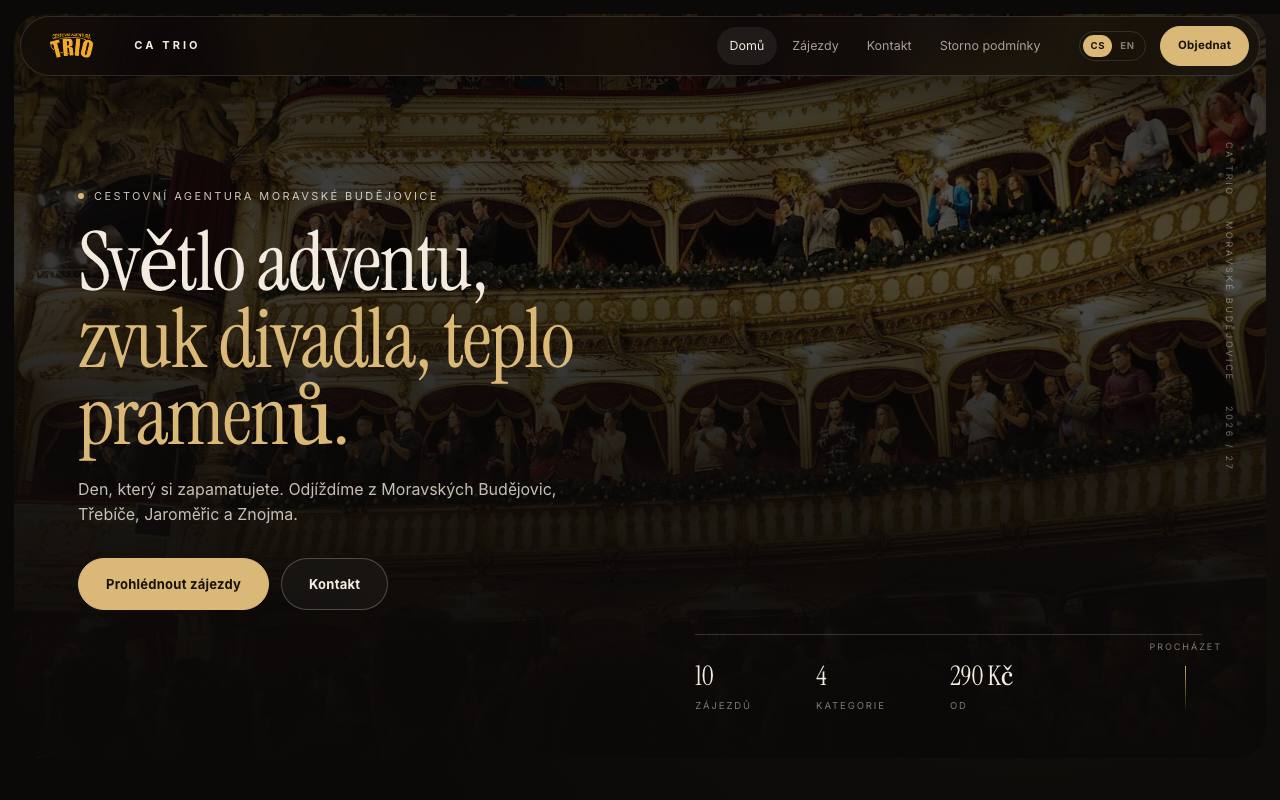 CESTOVNÍ AGENTURA
TRIO
CA TRIO
Domů
Zájezdy
Kontakt
Storno podmínky
CS
EN
Objednat
CESTOVNÍ AGENTURA MORAVSKÉ BUDĚJOVICE
Světlo adventu,
zvuk divadla, teplo
pramenů.
Den, který si zapamatujete. Odjíždíme z Moravských Budějovic,
Třebíče, Jaroměřic a Znojma.
Prohlédnout zájezdy
Kontakt
CA TRIO MORAVSKÉ BUDĚJOVICE 2026 / 27
PROCHÁZET
10
ZÁJEZDŮ
4
KATEGORIE
290 Kč
OD